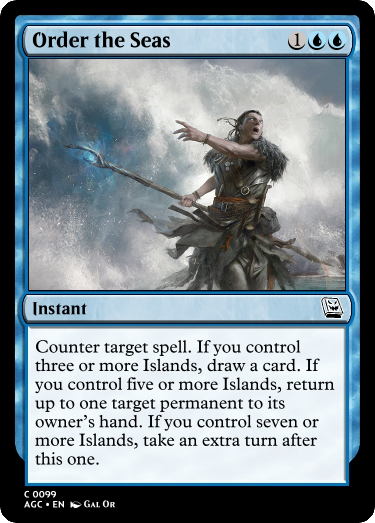 Order the Seas 1
Instant
Counter target spell. If you control
three or more Islands, draw a card. If
you control five or more Islands, return
up to one target permanent to its
owner's hand. If you control seven or
more Islands, take an extra turn after
this one.
C 0099
AGC • EN Gal Or